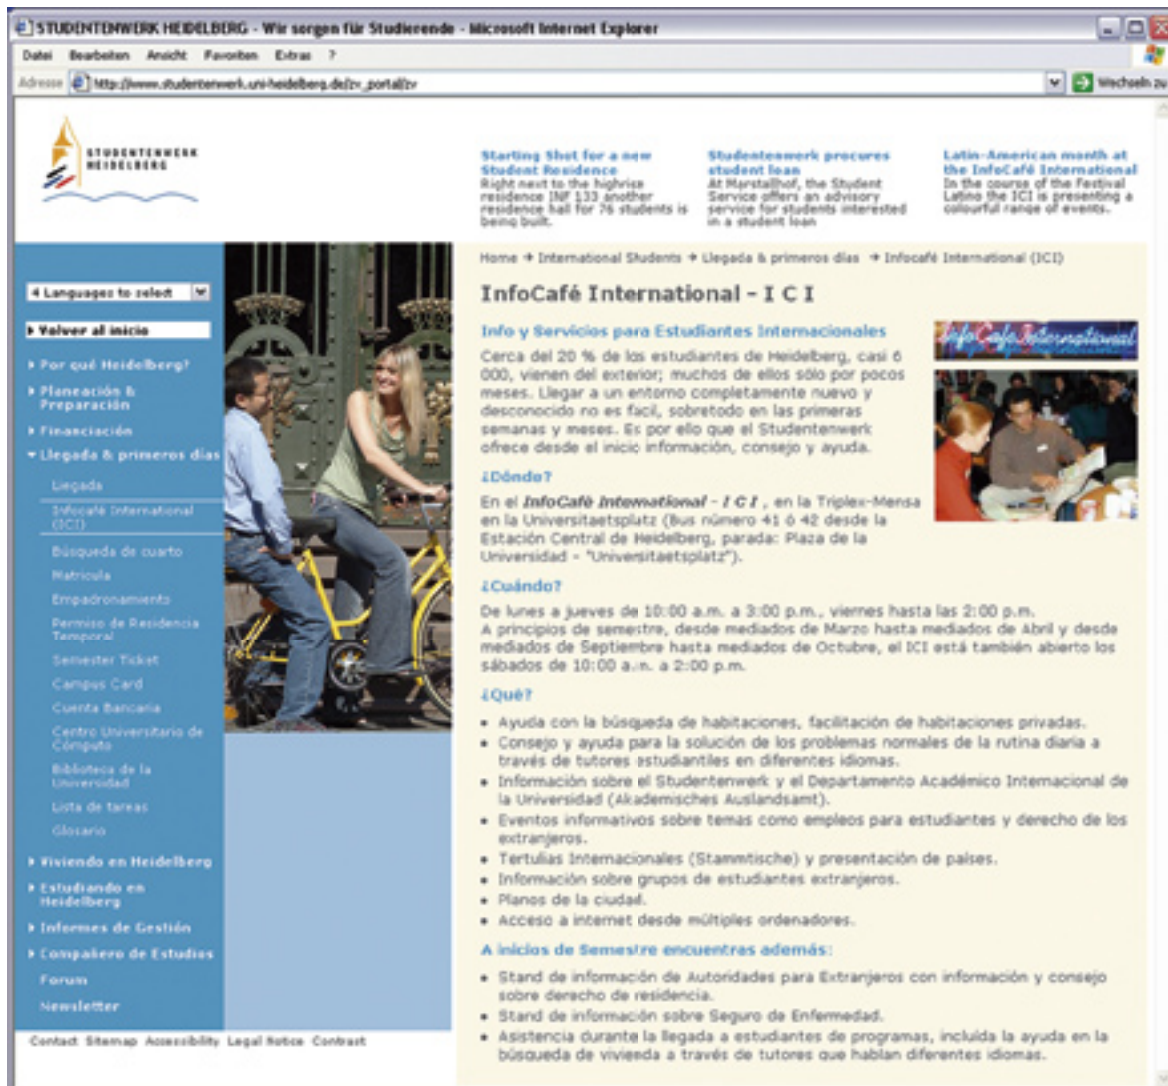 STUDENTENWERK HEIDELBERG - Wir sorgen für Studierende - Microsoft Internet Explorer
Datei Bearbeiten Ansicht Favoriten Extras ?
Adresse http://www.studentenwerk.uni-heidelberg.de/zv_portal/zv
Wechseln zu
STUDENTENWERK
HEIDELBERG
Starting Shot for a new
Student Residence
Right next to the highrise
residence INF 133 another
residence hall for 76 students is
being built.
Studentenwerk procures
student loan
At Marstallhof, the Student
Service offers an advisory
service for students interested
in a student loan
Latin-American month at
the InfoCafé International
In the course of the Festival
Latino the ICI is presenting a
colourful range of events.
4 Languages to select
Volver al inicio
Por qué Heidelberg?
Planeación &
Preparación
Financiación
Llegada & primeros días
Llegada
Infocafé International
(ICI)
Búsqueda de cuarto
Matricula
Empadronamiento
Permiso de Residencia
Temporal
Semester Ticket
Campus Card
Cuenta Bancaria
Centro Universitario de
Cómputo
Biblioteca de la
Universidad
Lista de tareas
Glosario
Viviendo en Heidelberg
Estudiando en
Heidelberg
Informes de Gestión
Compañero de Estudios
Forum
Newsletter
Contact Sitemap Accessibility Legal Notice Contrast
Home → International Students → Llegada & primeros días → Infocafé International (ICI)
InfoCafé International - I C I
Info y Servicios para Estudiantes Internacionales
Cerca del 20 % de los estudiantes de Heidelberg, casi 6
000, vienen del exterior; muchos de ellos sólo por pocos
meses. Llegar a un entorno completamente nuevo y
desconocido no es fácil, sobretodo en las primeras
semanas y meses. Es por ello que el Studentenwerk
ofrece desde el inicio información, consejo y ayuda.
InfoCafe International
¿Dónde?
En el InfoCafé International - I C I , en la Triplex-Mensa
en la Universitaetsplatz (Bus número 41 ó 42 desde la
Estación Central de Heidelberg, parada: Plaza de la
Universidad - "Universitaetsplatz").
¿Cuándo?
De lunes a jueves de 10:00 a.m. a 3:00 p.m., viernes hasta las 2:00 p.m.
A principios de semestre, desde mediados de Marzo hasta mediados de Abril y desde
mediados de Septiembre hasta mediados de Octubre, el ICI está también abierto los
sábados de 10:00 a.m. a 2:00 p.m.
¿Qué?
• Ayuda con la búsqueda de habitaciones, facilitación de habitaciones privadas.
• Consejo y ayuda para la solución de los problemas normales de la rutina diaria a
través de tutores estudiantiles en diferentes idiomas.
• Información sobre el Studentenwerk y el Departamento Académico Internacional de
la Universidad (Akademisches Auslandsamt).
• Eventos informativos sobre temas como empleos para estudiantes y derecho de los
extranjeros.
• Tertulias Internacionales (Stammtische) y presentación de países.
• Información sobre grupos de estudiantes extranjeros.
• Planos de la ciudad.
• Acceso a internet desde múltiples ordenadores.
A inicios de Semestre encuentras además:
• Stand de información de Autoridades para Extranjeros con información y consejo
sobre derecho de residencia.
• Stand de información sobre Seguro de Enfermedad.
• Asistencia durante la llegada a estudiantes de programas, incluida la ayuda en la
búsqueda de vivienda a través de tutores que hablan diferentes idiomas.